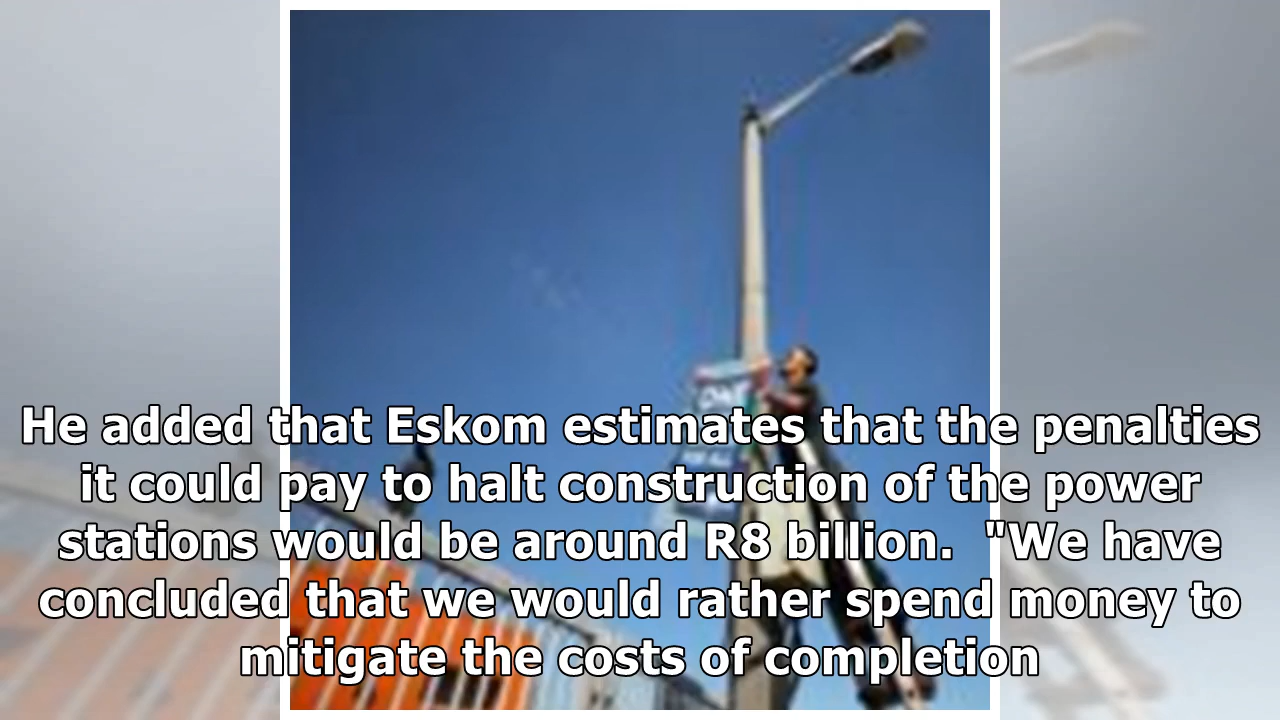 He added that Eskom estimates that the penalties
it could pay to halt construction of the power
stations would be around R8 billion.  "We have
concluded that we would rather spend money to
mitigate the costs of completion